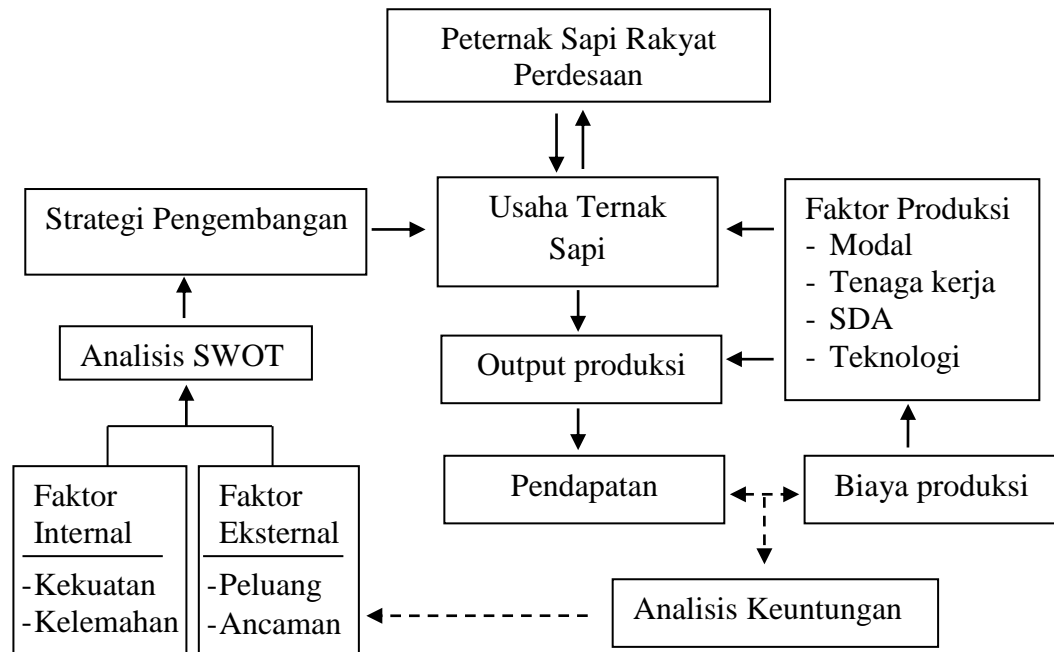 Peternak Sapi Rakyat
Perdesaan
Strategi Pengembangan
Usaha Ternak
Sapi
Faktor Produksi
- Modal
- Tenaga kerja
- SDA
- Teknologi
Analisis SWOT
Output produksi
Faktor
Internal
-Kekuatan
-Kelemahan
Faktor
Eksternal
-Peluang
-Ancaman
Pendapatan
Biaya produksi
Analisis Keuntungan